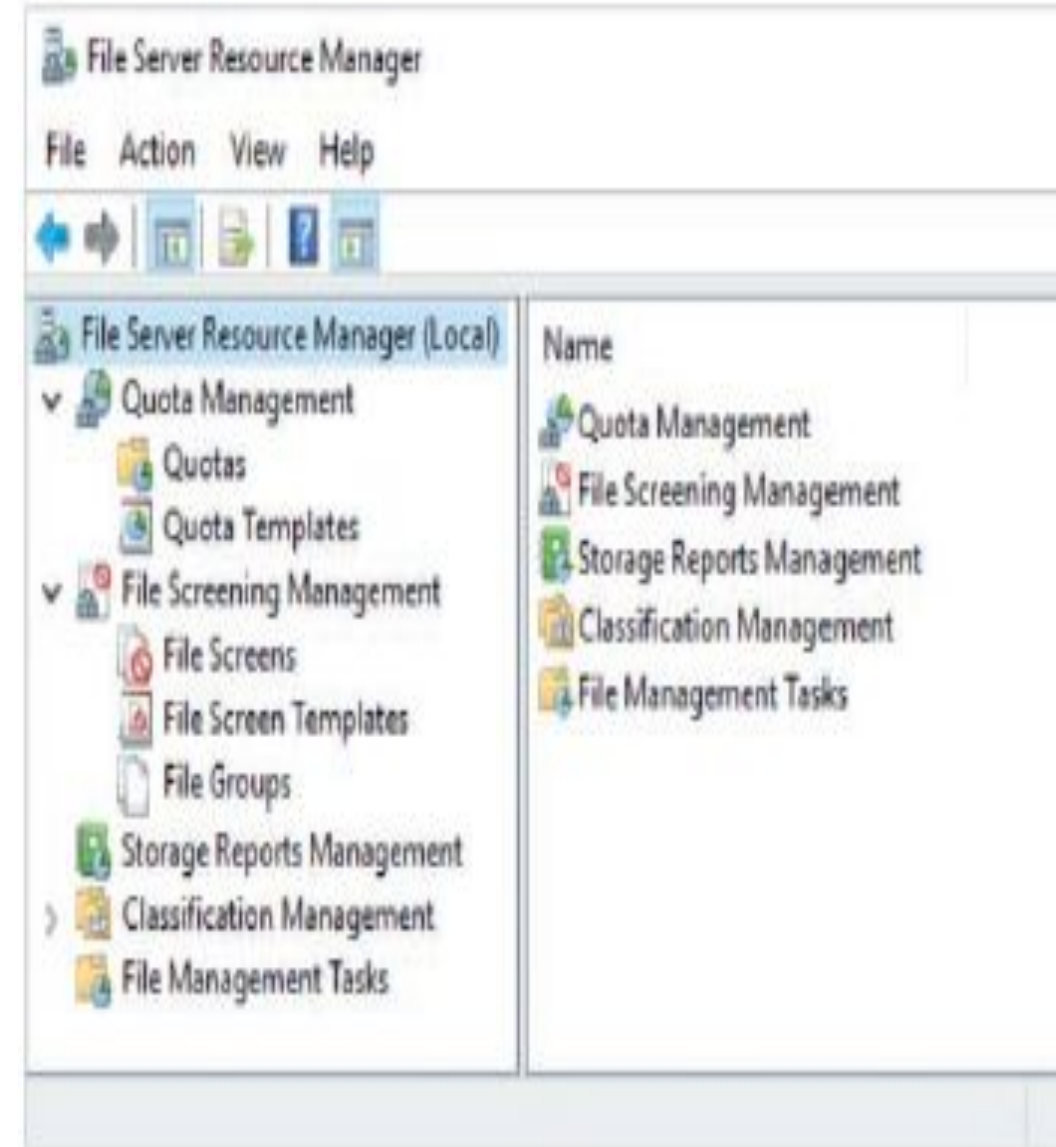 File Server Resource Manager
File Action View Help
File Server Resource Manager (Local)
Quota Management
Quotas
Quota Templates
File Screening Management
File Screens
File Screen Templates
File Groups
Storage Reports Management
Classification Management
File Management Tasks
Name
Quota Management
File Screening Management
Storage Reports Management
Classification Management
File Management Tasks